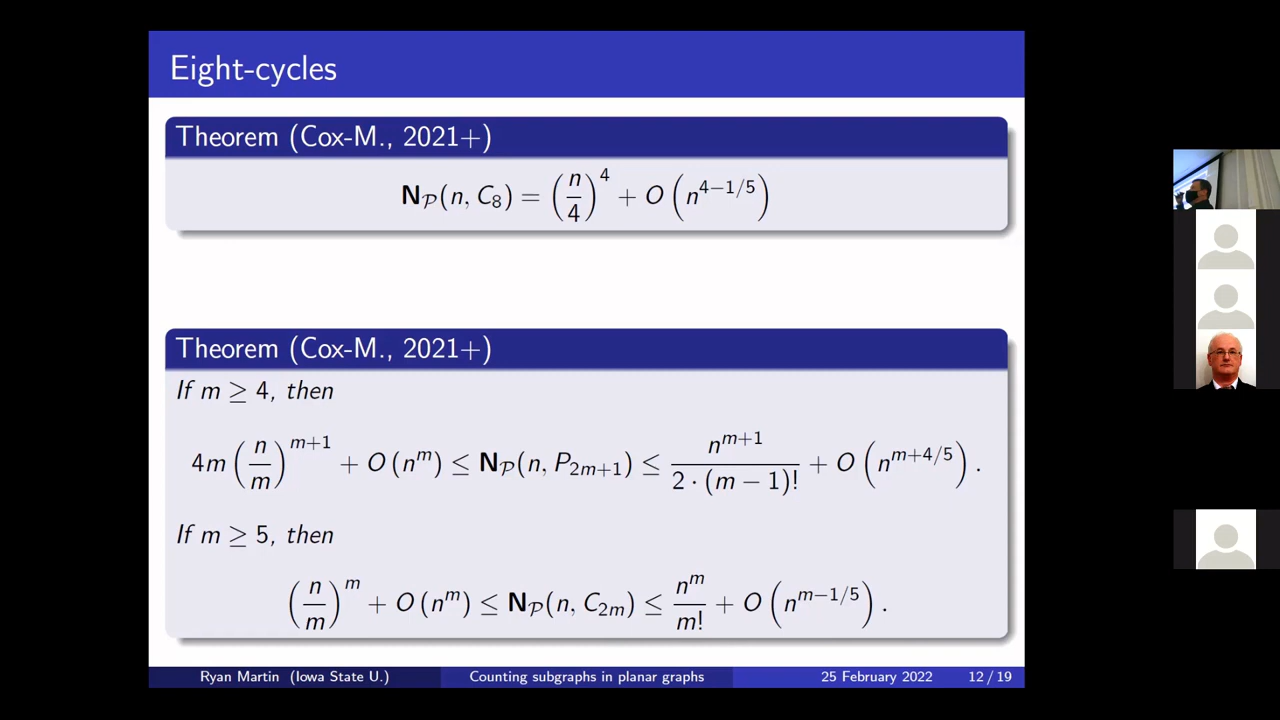 Eight-cycles
Theorem (Cox-M., 2021+)
N_𝒫(n, C₈) = (n/4)^4 + O(n^{4−1/5})
Theorem (Cox-M., 2021+)
If m ≥ 4, then
4m (n/m)^{m+1} + O(n^m) ≤ N_𝒫(n, P_{2m+1}) ≤ n^{m+1}/(2 · (m − 1)!) + O(n^{m+4/5}).
If m ≥ 5, then
(n/m)^m + O(n^m) ≤ N_𝒫(n, C_{2m}) ≤ n^m/m! + O(n^{m−1/5}).
Ryan Martin (Iowa State U.) Counting subgraphs in planar graphs 25 February 2022 12 / 19